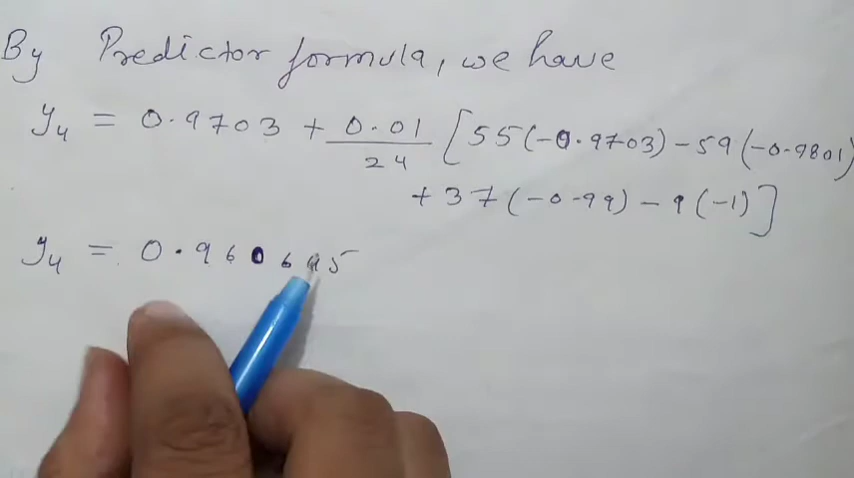 By Predictor formula, we have
y₄ = 0.9703 + 0.01/24 [55(-0.9703) - 59(-0.9801)
+ 37(-0.99) - 9(-1)]
y₄ = 0.960695